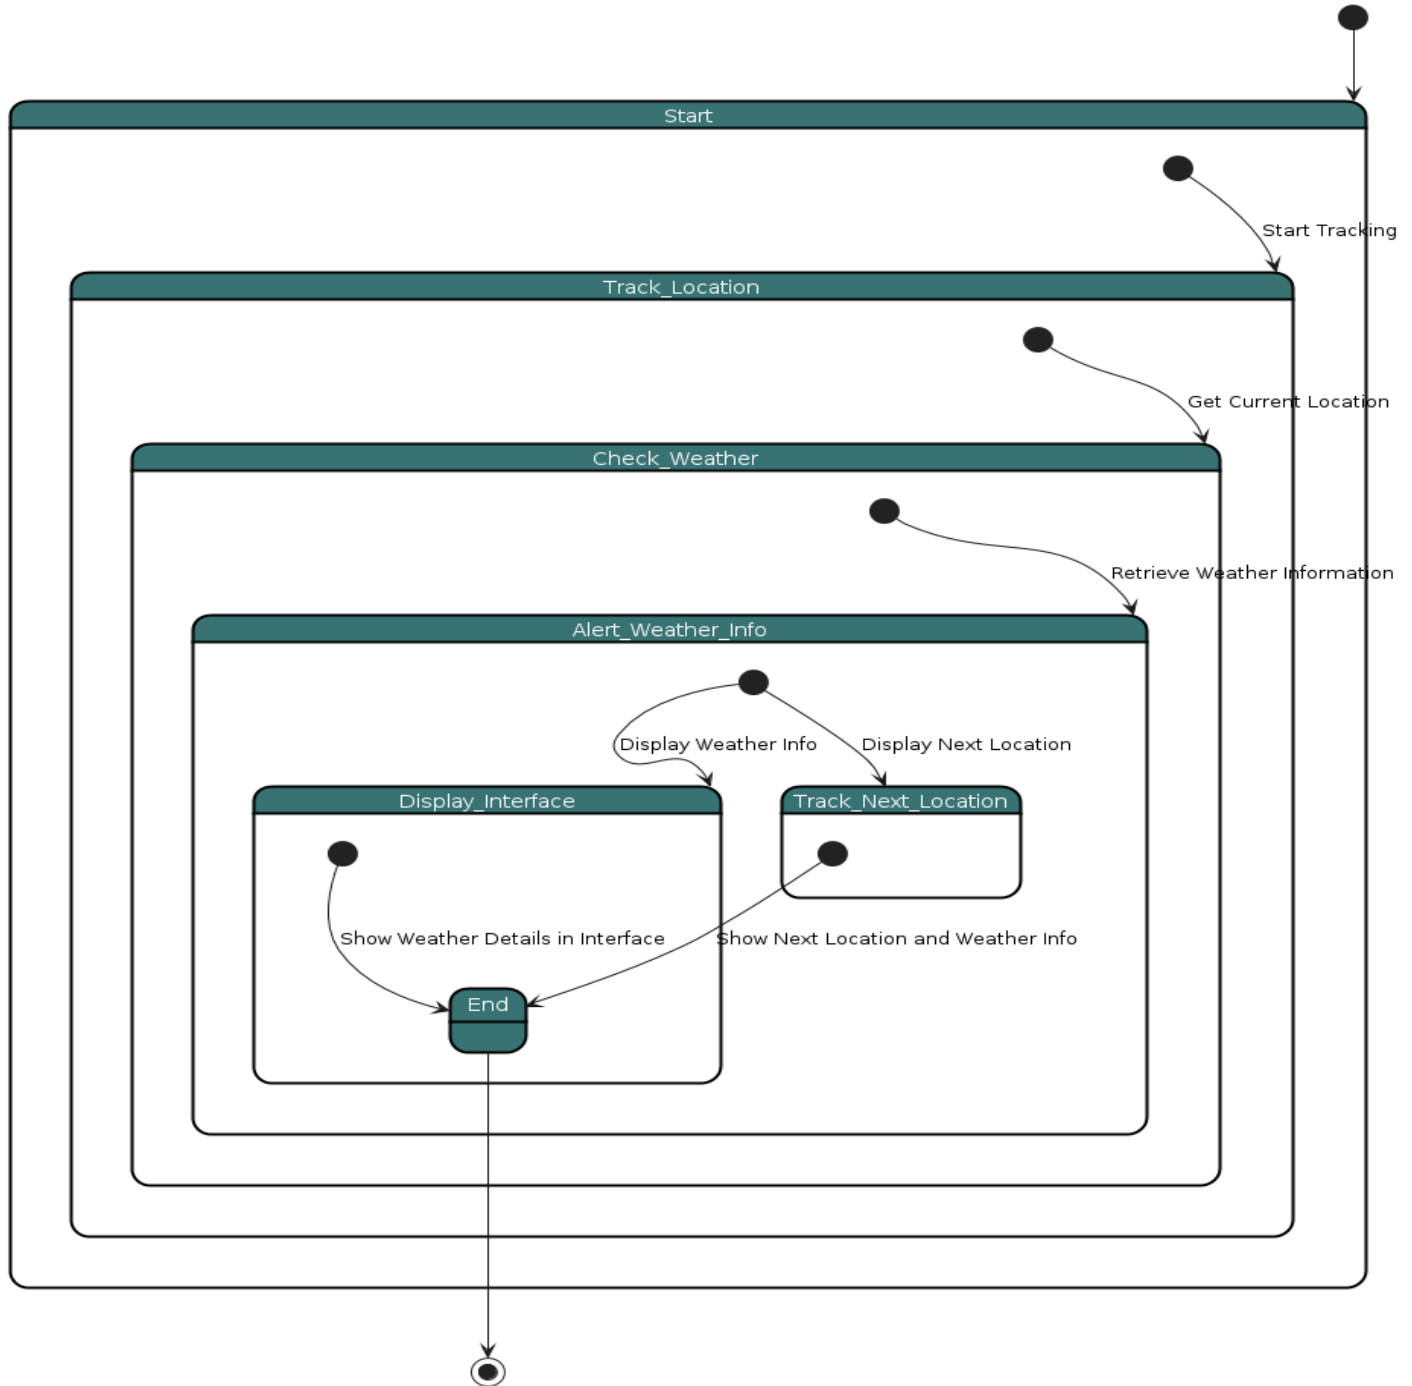 Start
Start Tracking
Track_Location
Get Current Location
Check_Weather
Retrieve Weather Information
Alert_Weather_Info
Display Weather Info
Display Next Location
Display_Interface
Track_Next_Location
Show Weather Details in Interface
Show Next Location and Weather Info
End